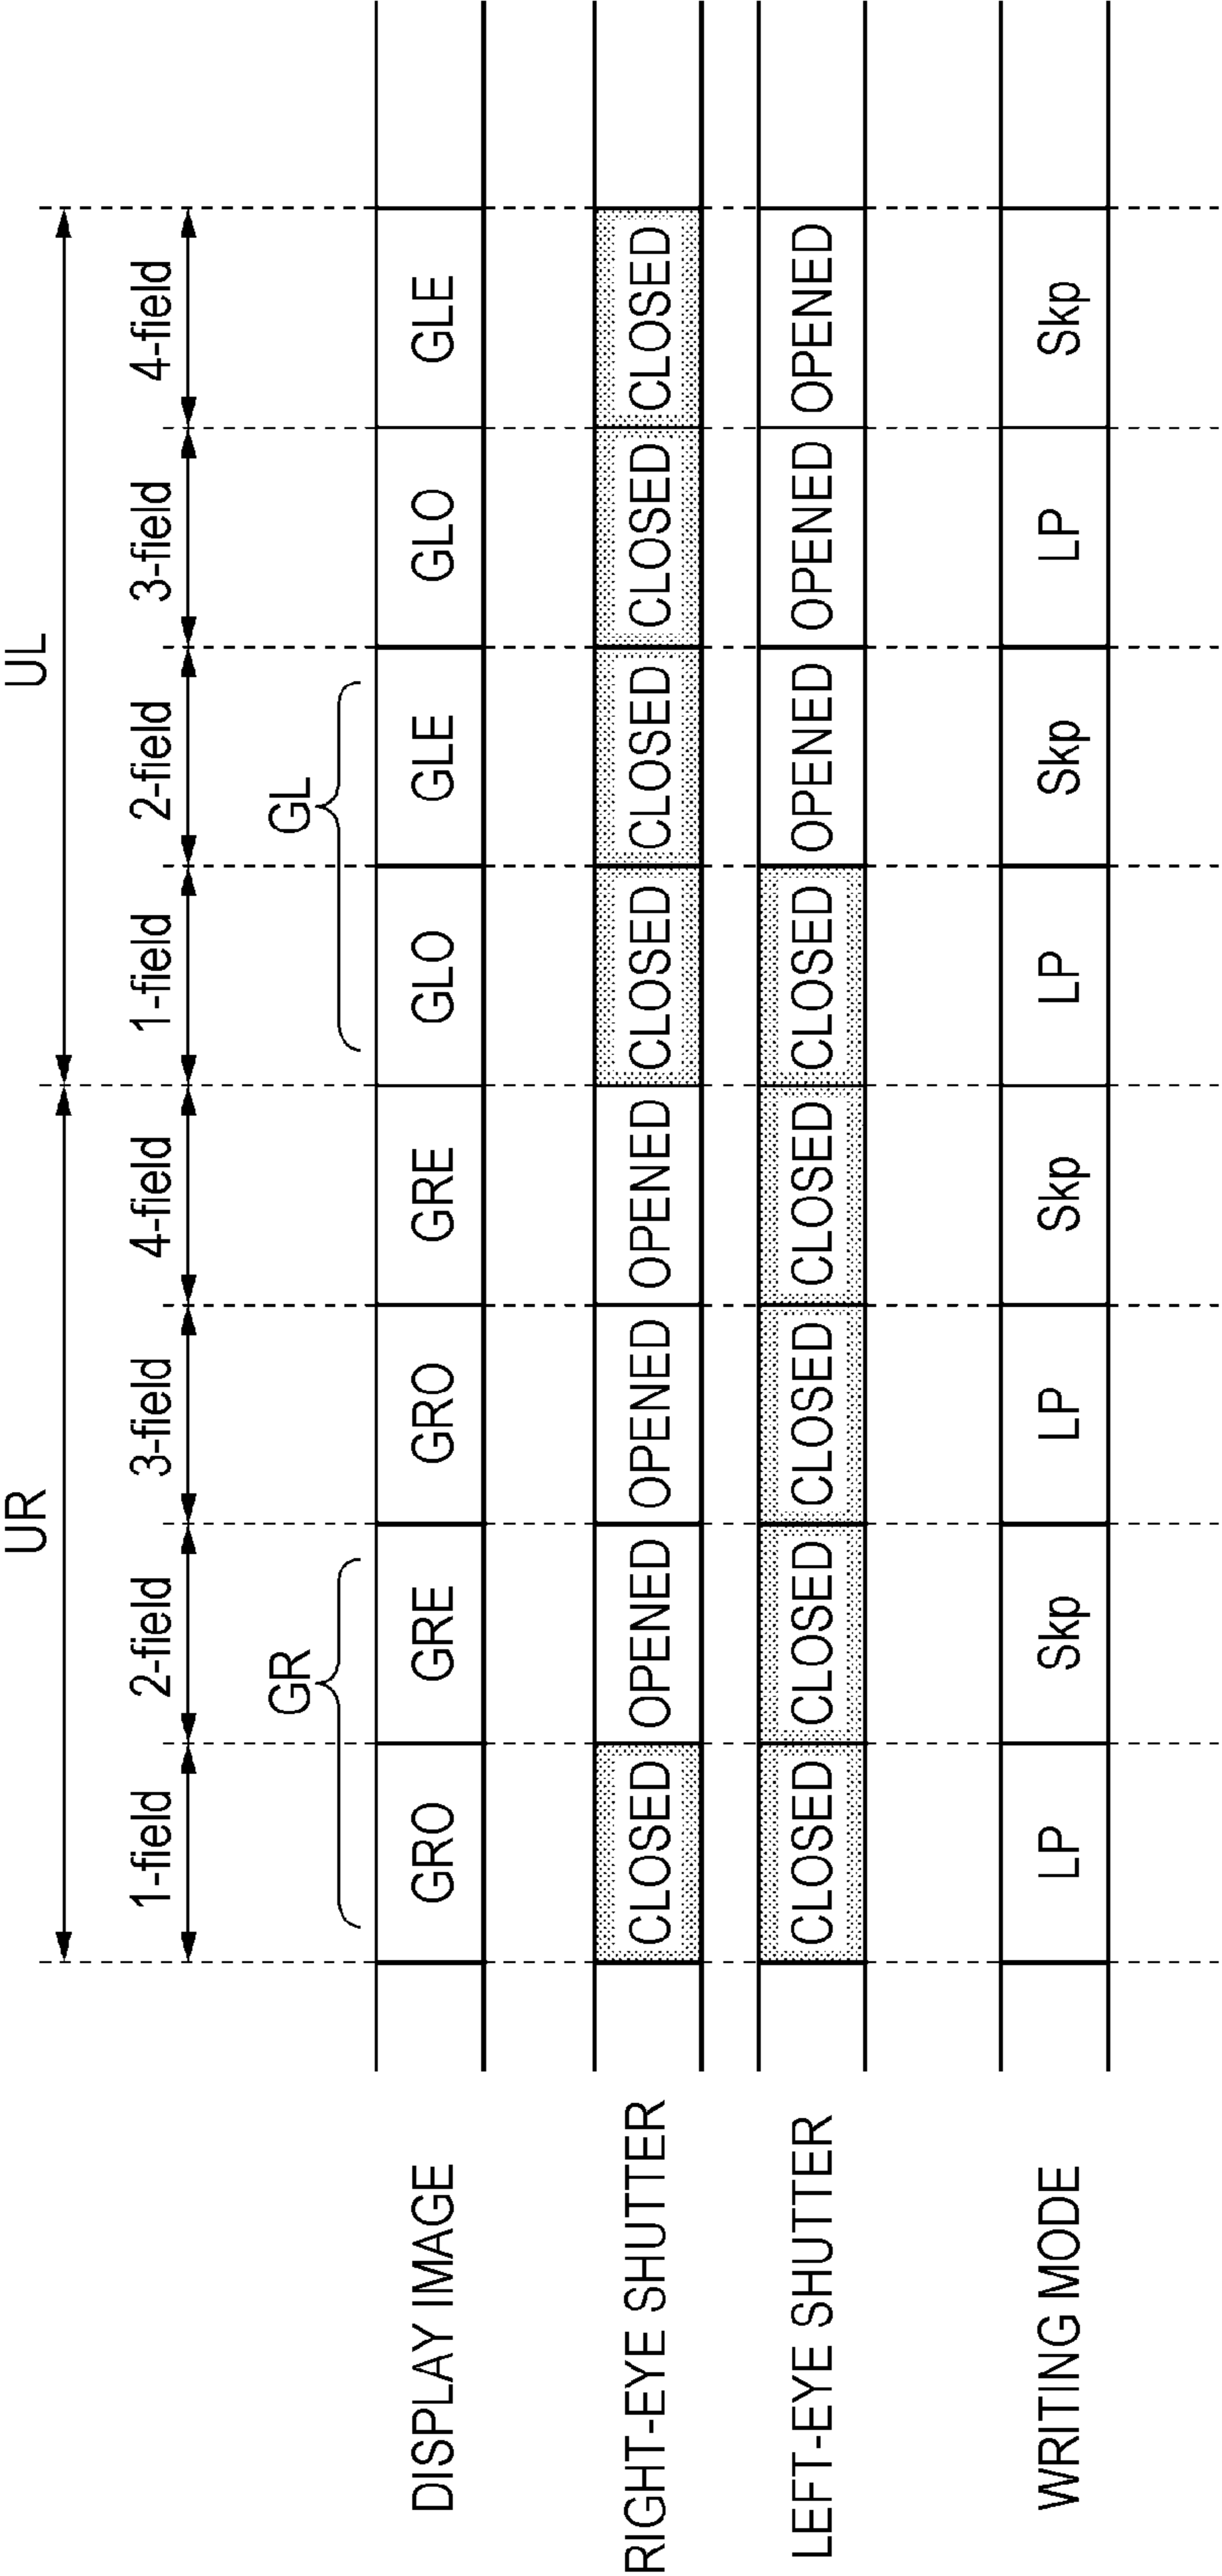 UR UL
1-field 2-field 3-field 4-field 1-field 2-field 3-field 4-field
GR GL
DISPLAY IMAGE GRO GRE GRO GRE GLO GLE GLO GLE
RIGHT-EYE SHUTTER CLOSED OPENED OPENED OPENED CLOSED CLOSED CLOSED CLOSED
LEFT-EYE SHUTTER CLOSED CLOSED CLOSED CLOSED CLOSED OPENED OPENED OPENED
WRITING MODE LP Skp LP Skp LP Skp LP Skp